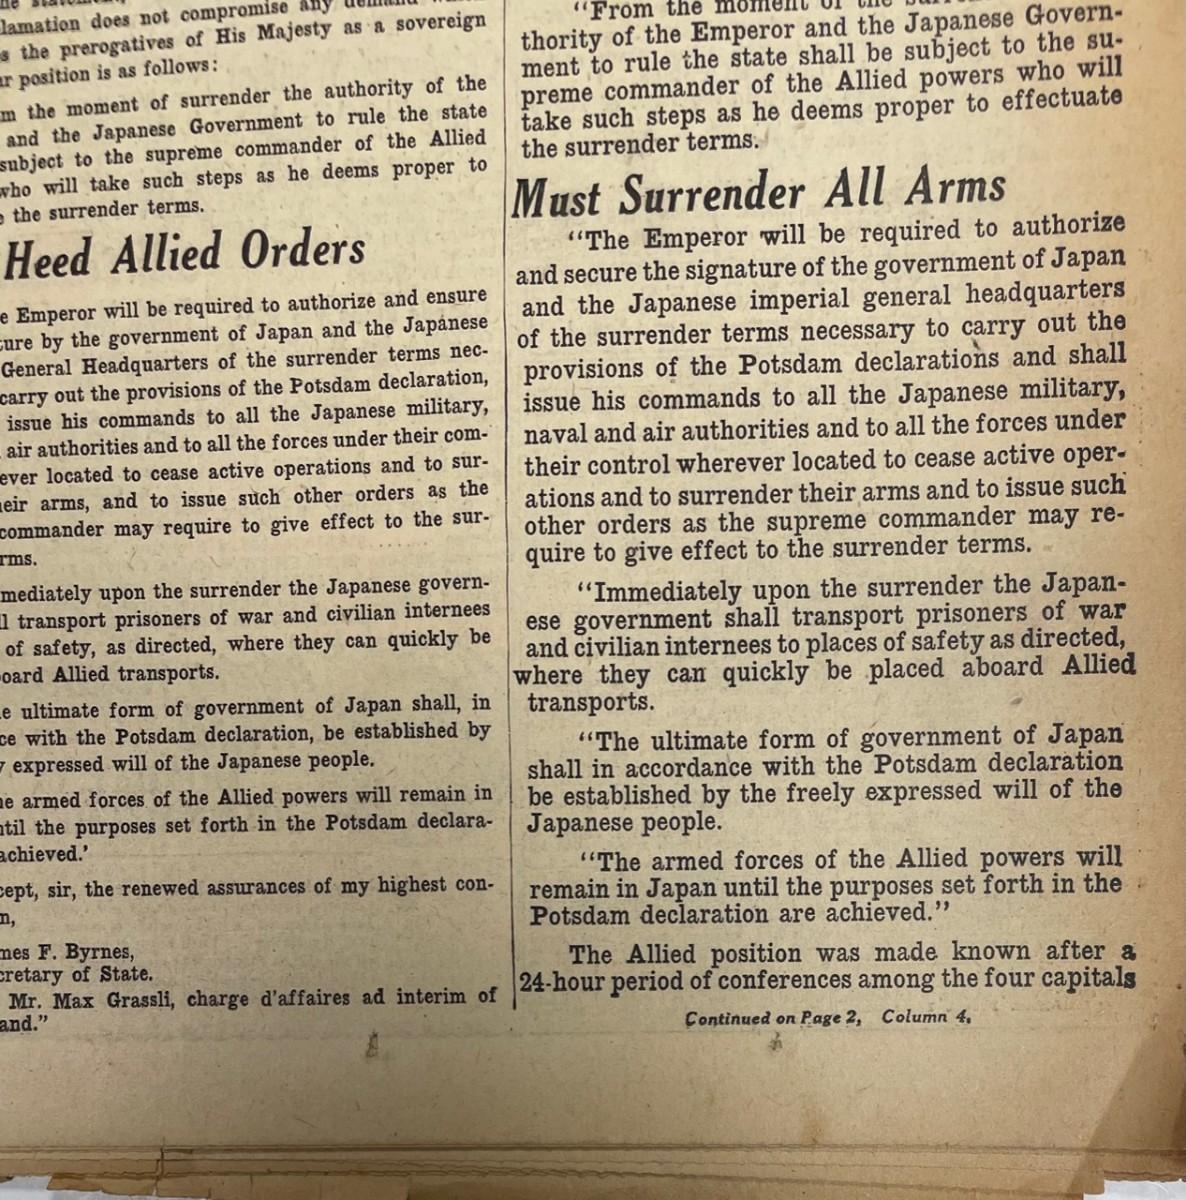 lamation does not compromise any
s the prerogatives of His Majesty as a sovereign
r position is as follows:
m the moment of surrender the authority of the
and the Japanese Government to rule the state
subject to the supreme commander of the Allied
who will take such steps as he deems proper to
the surrender terms.
Heed Allied Orders
e Emperor will be required to authorize and ensure
ure by the government of Japan and the Japanese
General Headquarters of the surrender terms nec-
carry out the provisions of the Potsdam declaration,
issue his commands to all the Japanese military,
air authorities and to all the forces under their com-
ever located to cease active operations and to sur-
eir arms, and to issue such other orders as the
commander may require to give effect to the sur-
rms.
mediately upon the surrender the Japanese govern-
ll transport prisoners of war and civilian internees
of safety, as directed, where they can quickly be
oard Allied transports.
e ultimate form of government of Japan shall, in
ce with the Potsdam declaration, be established by
y expressed will of the Japanese people.
he armed forces of the Allied powers will remain in
ntil the purposes set forth in the Potsdam declara-
achieved.'
cept, sir, the renewed assurances of my highest con-
n,
mes F. Byrnes,
cretary of State.
Mr. Max Grassli, charge d'affaires ad interim of
and."
"From the moment of the
thority of the Emperor and the Japanese Govern-
ment to rule the state shall be subject to the su-
preme commander of the Allied powers who will
take such steps as he deems proper to effectuate
the surrender terms.
Must Surrender All Arms
"The Emperor will be required to authorize
and secure the signature of the government of Japan
and the Japanese imperial general headquarters
of the surrender terms necessary to carry out the
provisions of the Potsdam declarations and shall
issue his commands to all the Japanese military,
naval and air authorities and to all the forces under
their control wherever located to cease active oper-
ations and to surrender their arms and to issue such
other orders as the supreme commander may re-
quire to give effect to the surrender terms.
"Immediately upon the surrender the Japan-
ese government shall transport prisoners of war
and civilian internees to places of safety as directed,
where they can quickly be placed aboard Allied
transports.
"The ultimate form of government of Japan
shall in accordance with the Potsdam declaration
be established by the freely expressed will of the
Japanese people.
"The armed forces of the Allied powers will
remain in Japan until the purposes set forth in the
Potsdam declaration are achieved."
The Allied position was made known after a
24-hour period of conferences among the four capitals
Continued on Page 2, Column 4.